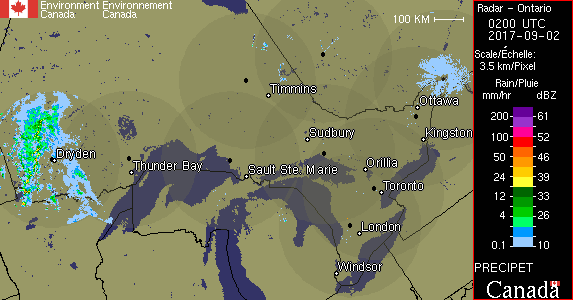 Environment Environnement
Canada Canada
100 KM
Timmins
Ottawa
Sudbury
Kingston
Dryden
Thunder Bay
Sault Ste. Marie
Orillia
Toronto
London
Windsor
Radar - Ontario
0200 UTC
2017-09-02
Scale/Échelle:
3.5 km/Pixel
Rain/Pluie
mm/hr dBZ
200 61
100 52
50 46
24 39
12 33
4 26
0.1 10
PRECIPET
Canada